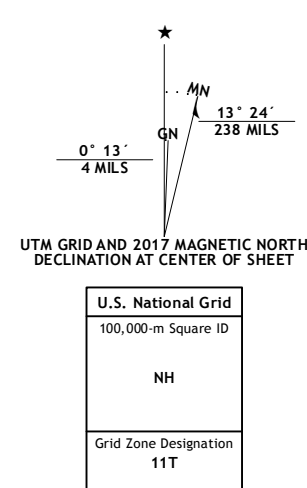 ★
MN
GN
13° 24´
238 MILS
0° 13´
4 MILS
UTM GRID AND 2017 MAGNETIC NORTH
DECLINATION AT CENTER OF SHEET
U.S. National Grid
100,000-m Square ID
NH
Grid Zone Designation
11T